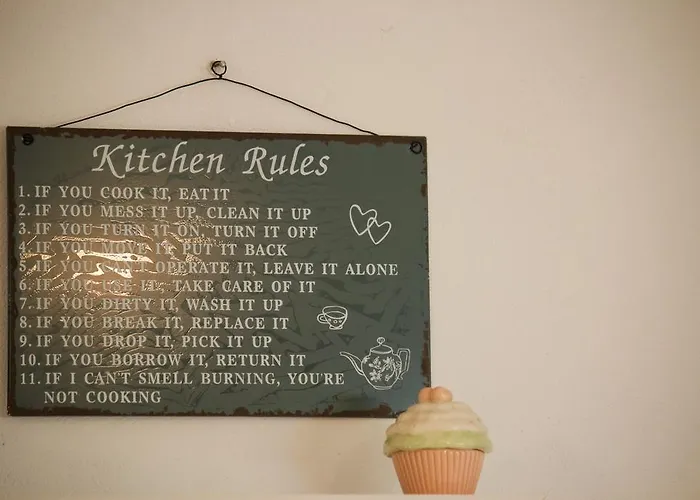 Kitchen Rules
1. IF YOU COOK IT, EAT IT
2. IF YOU MESS IT UP, CLEAN IT UP
3. IF YOU TURN IT ON, TURN IT OFF
4. IF YOU MOVE IT, PUT IT BACK
5. IF YOU CAN'T OPERATE IT, LEAVE IT ALONE
6. IF YOU USE IT, TAKE CARE OF IT
7. IF YOU DIRTY IT, WASH IT UP
8. IF YOU BREAK IT, REPLACE IT
9. IF YOU DROP IT, PICK IT UP
10. IF YOU BORROW IT, RETURN IT
11. IF I CAN'T SMELL BURNING, YOU'RE
NOT COOKING